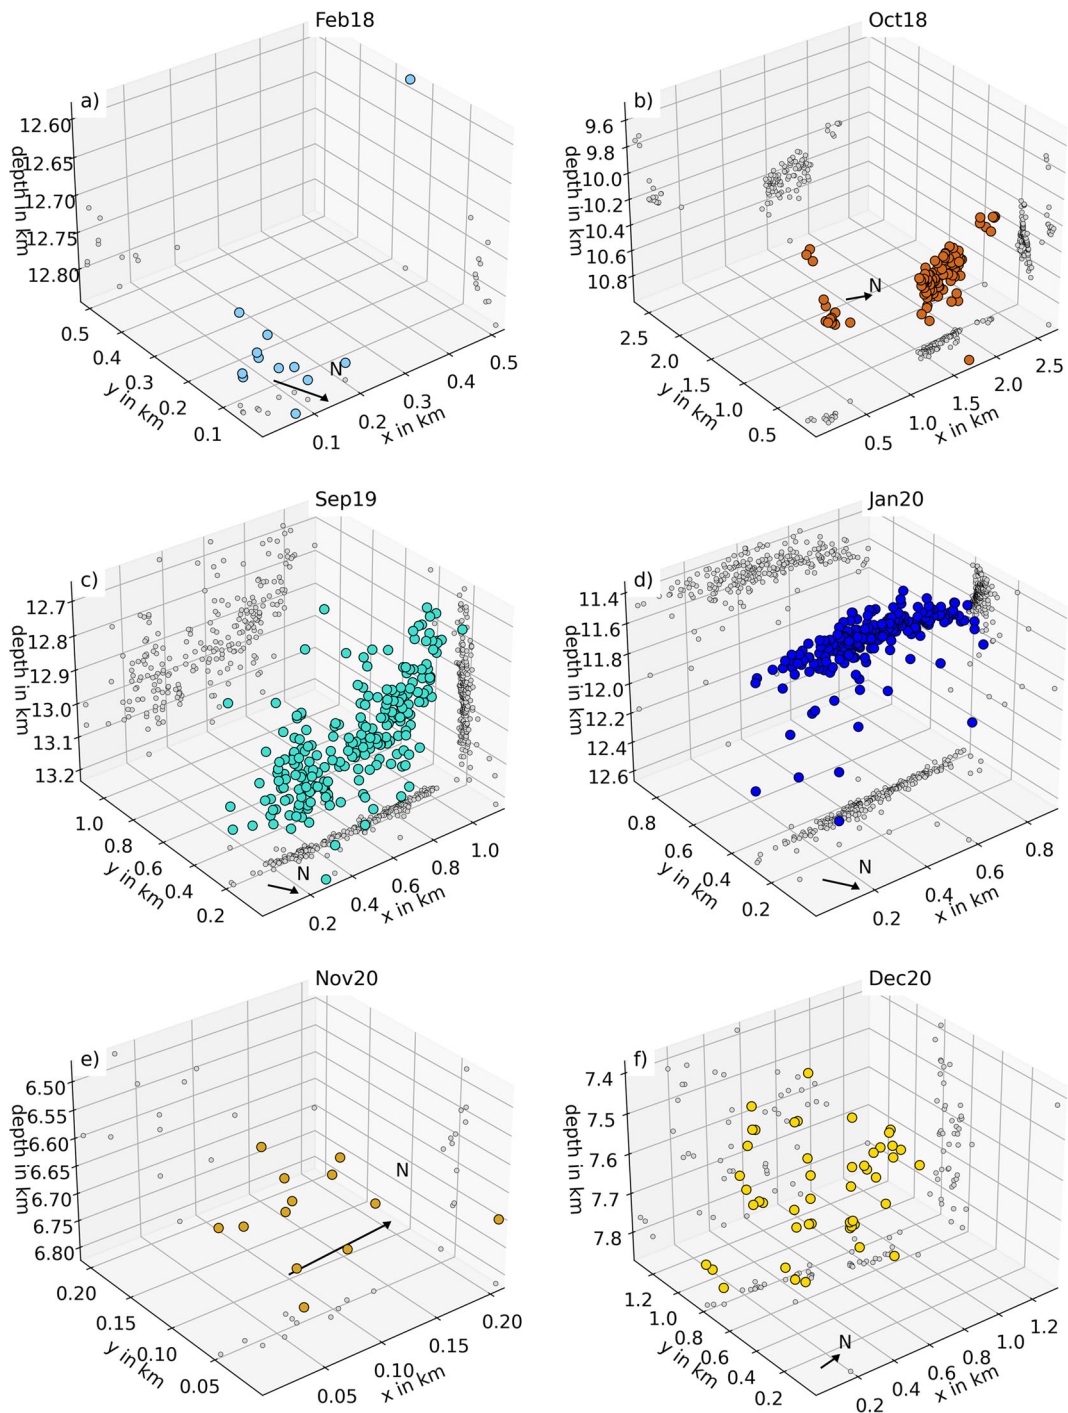 Feb18
a)
12.60
12.65
12.70
12.75
12.80
depth in km
0.5
0.4
0.3
0.2
0.1
y in km
0.1
0.2
0.3
0.4
0.5
x in km
N
Oct18
b)
9.6
9.8
10.0
10.2
10.4
10.6
10.8
depth in km
2.5
2.0
1.5
1.0
0.5
y in km
0.5
1.0
1.5
2.0
2.5
x in km
N
Sep19
c)
12.7
12.8
12.9
13.0
13.1
13.2
depth in km
1.0
0.8
0.6
0.4
0.2
y in km
0.2
0.4
0.6
0.8
1.0
x in km
N
Jan20
d)
11.4
11.6
11.8
12.0
12.2
12.4
12.6
depth in km
0.8
0.6
0.4
0.2
y in km
0.2
0.4
0.6
0.8
x in km
N
Nov20
e)
6.50
6.55
6.60
6.65
6.70
6.75
6.80
depth in km
0.20
0.15
0.10
0.05
y in km
0.05
0.10
0.15
0.20
x in km
N
Dec20
f)
7.4
7.5
7.6
7.7
7.8
depth in km
1.2
1.0
0.8
0.6
0.4
0.2
y in km
0.2
0.4
0.6
0.8
1.0
1.2
x in km
N